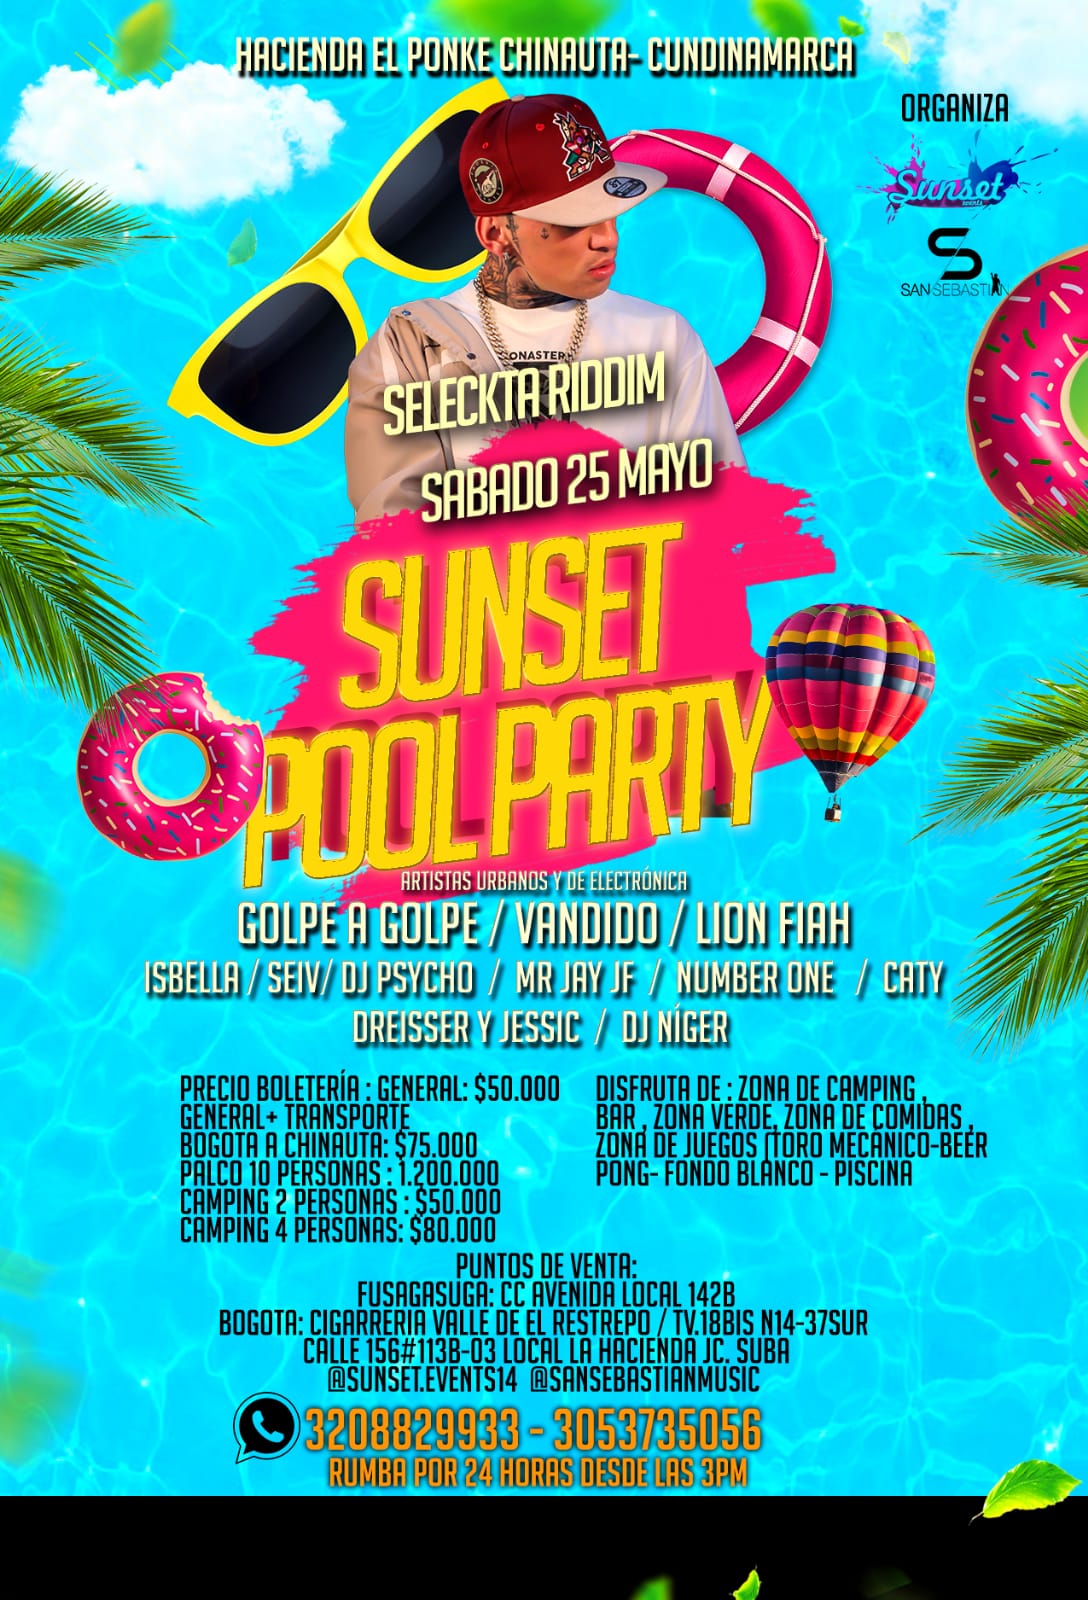 HACIENDA EL PONKE CHINAUTA- CUNDINAMARCA
ORGANIZA
Sunset
events
SAN SEBASTIAN
ONASTER
SELECKTA RIDDIM
SABADO 25 MAYO
SUNSET
POOL PARTY
ARTISTAS URBANOS Y DE ELECTRÓNICA
GOLPE A GOLPE / VANDIDO / LION FIAH
ISBELLA / SEIV/ DJ PSYCHO / MR JAY JF / NUMBER ONE / CATY
DREISSER Y JESSIC / DJ NÍGER
PRECIO BOLETERÍA : GENERAL: $50.000
GENERAL+ TRANSPORTE
BOGOTA A CHINAUTA: $75.000
PALCO 10 PERSONAS : 1.200.000
CAMPING 2 PERSONAS : $50.000
CAMPING 4 PERSONAS: $80.000
DISFRUTA DE : ZONA DE CAMPING ,
BAR , ZONA VERDE, ZONA DE COMIDAS ,
ZONA DE JUEGOS (TORO MECÁNICO-BEER
PONG- FONDO BLANCO - PISCINA
PUNTOS DE VENTA:
FUSAGASUGA: CC AVENIDA LOCAL 142B
BOGOTA: CIGARRERIA VALLE DE EL RESTREPO / TV.18BIS N14-37SUR
CALLE 156#113B-03 LOCAL LA HACIENDA JC. SUBA
@SUNSET.EVENTS14 @SANSEBASTIANMUSIC
3208829933 - 3053735056
RUMBA POR 24 HORAS DESDE LAS 3PM